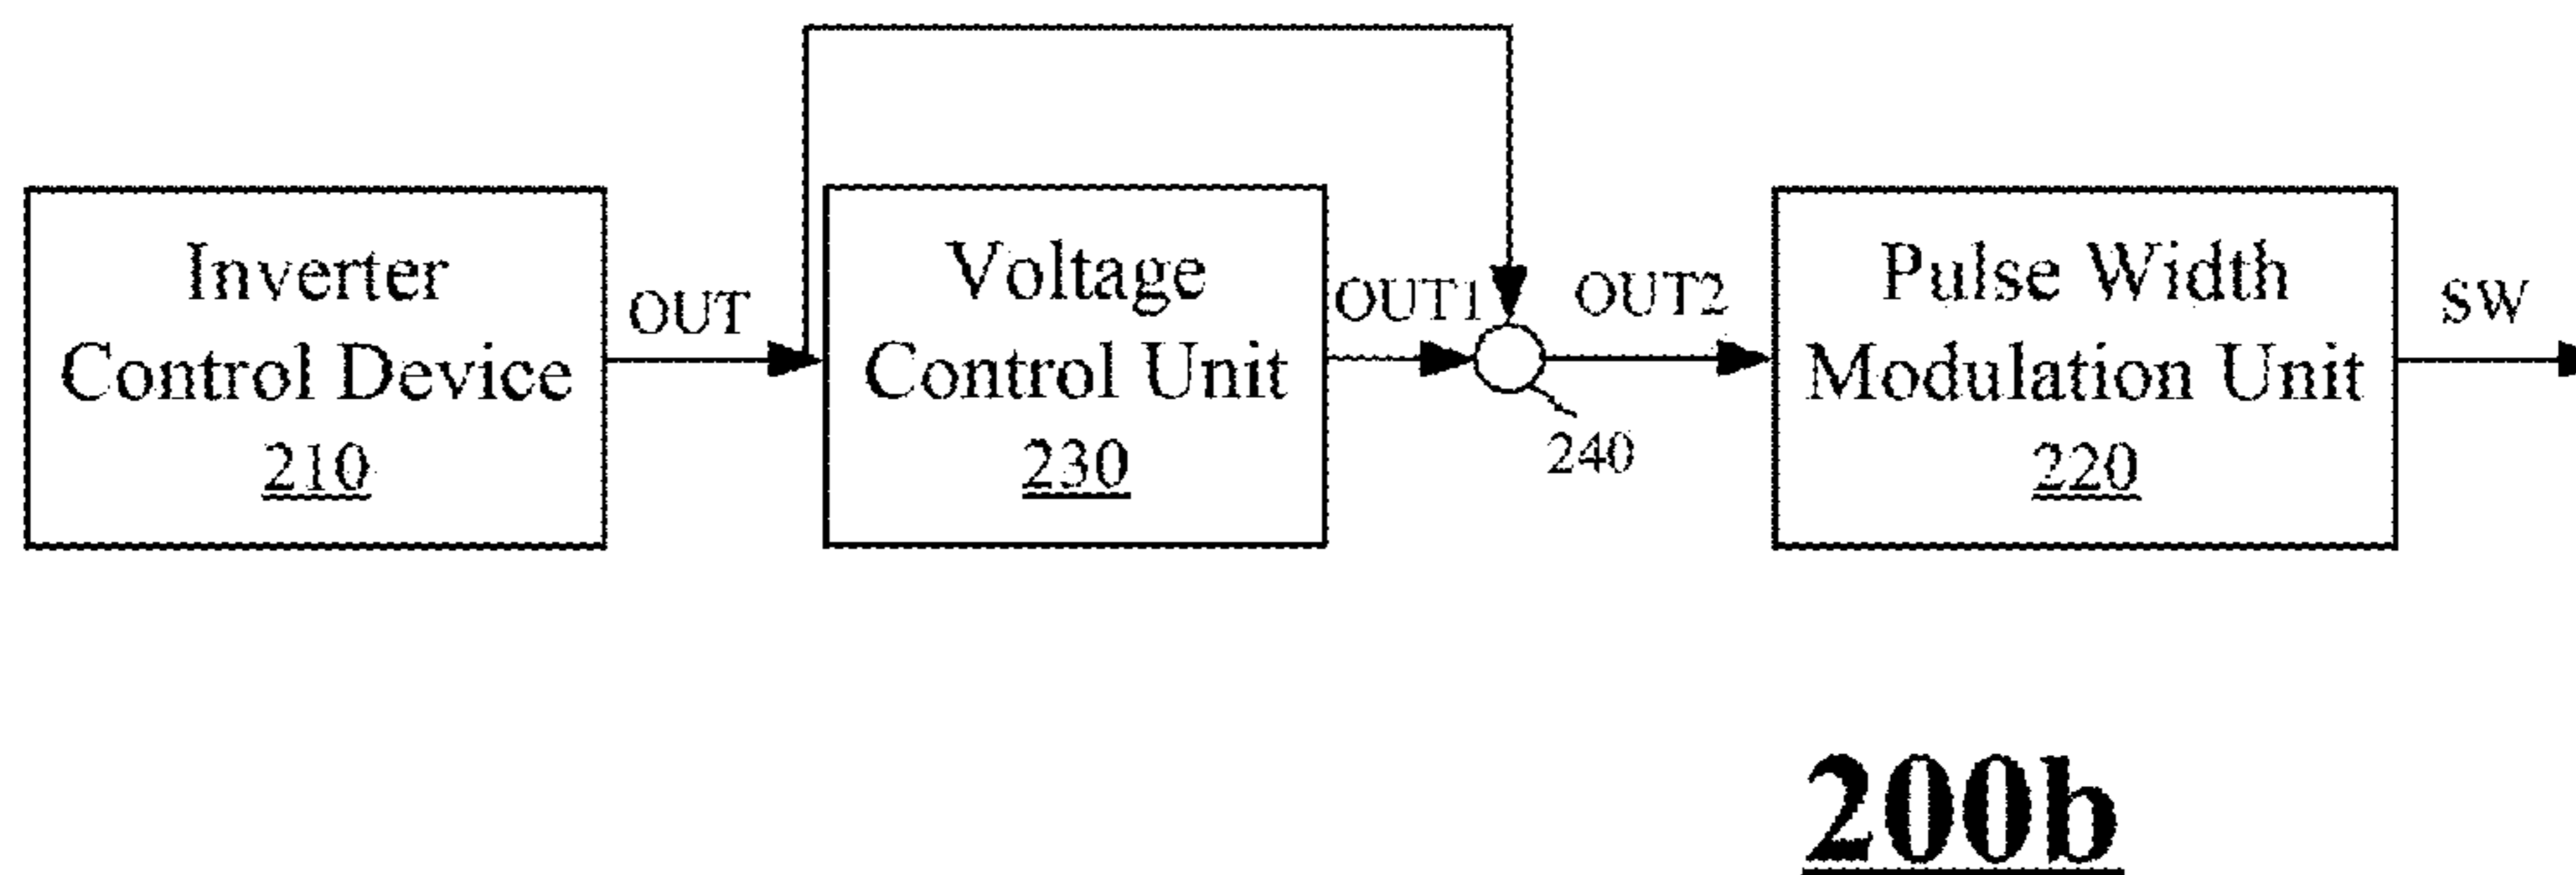 Inverter
Control Device
210
OUT
Voltage
Control Unit
230
OUT1
240
OUT2
Pulse Width
Modulation Unit
220
SW
200b